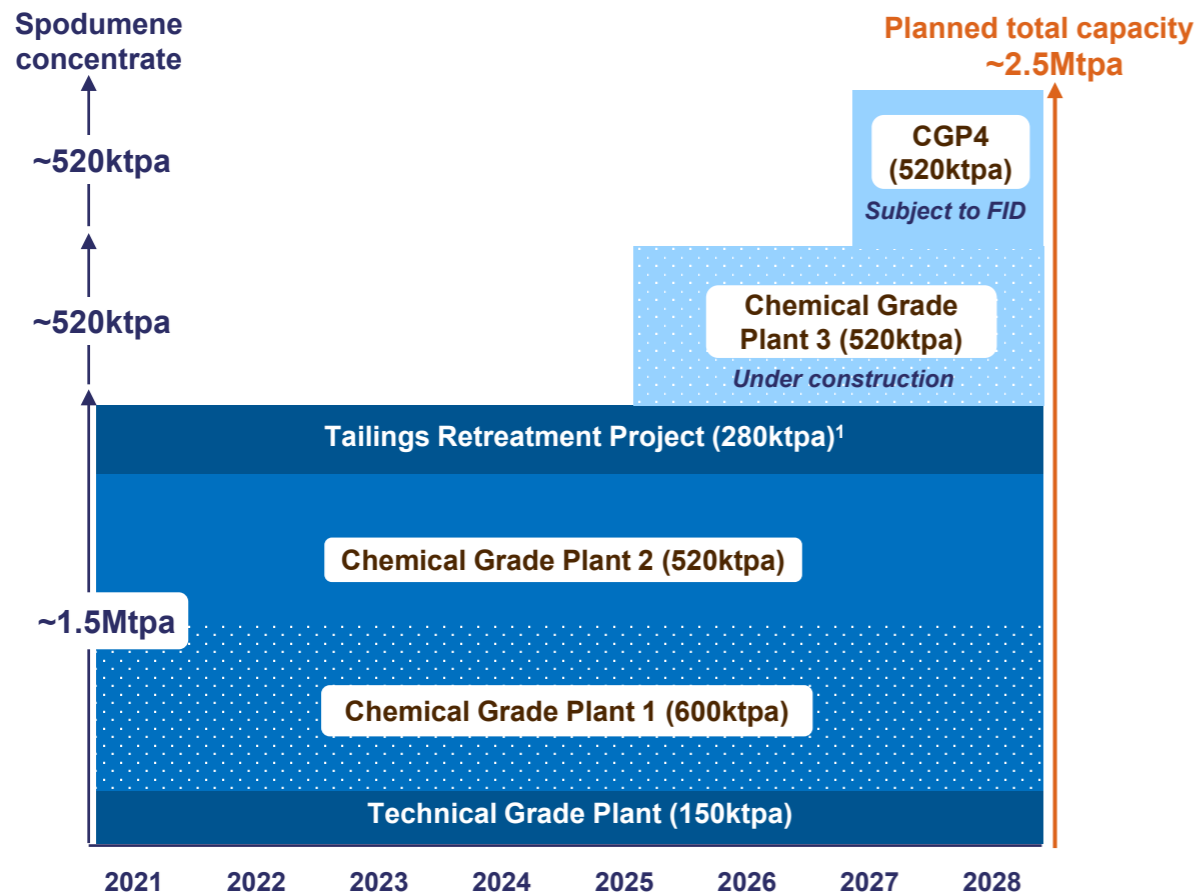 Spodumene
concentrate
Planned total capacity
~2.5Mtpa
~520ktpa
CGP4
(520ktpa)
Subject to FID
~520ktpa
Chemical Grade
Plant 3 (520ktpa)
Under construction
Tailings Retreatment Project (280ktpa)¹
Chemical Grade Plant 2 (520ktpa)
~1.5Mtpa
Chemical Grade Plant 1 (600ktpa)
Technical Grade Plant (150ktpa)
2021 2022 2023 2024 2025 2026 2027 2028